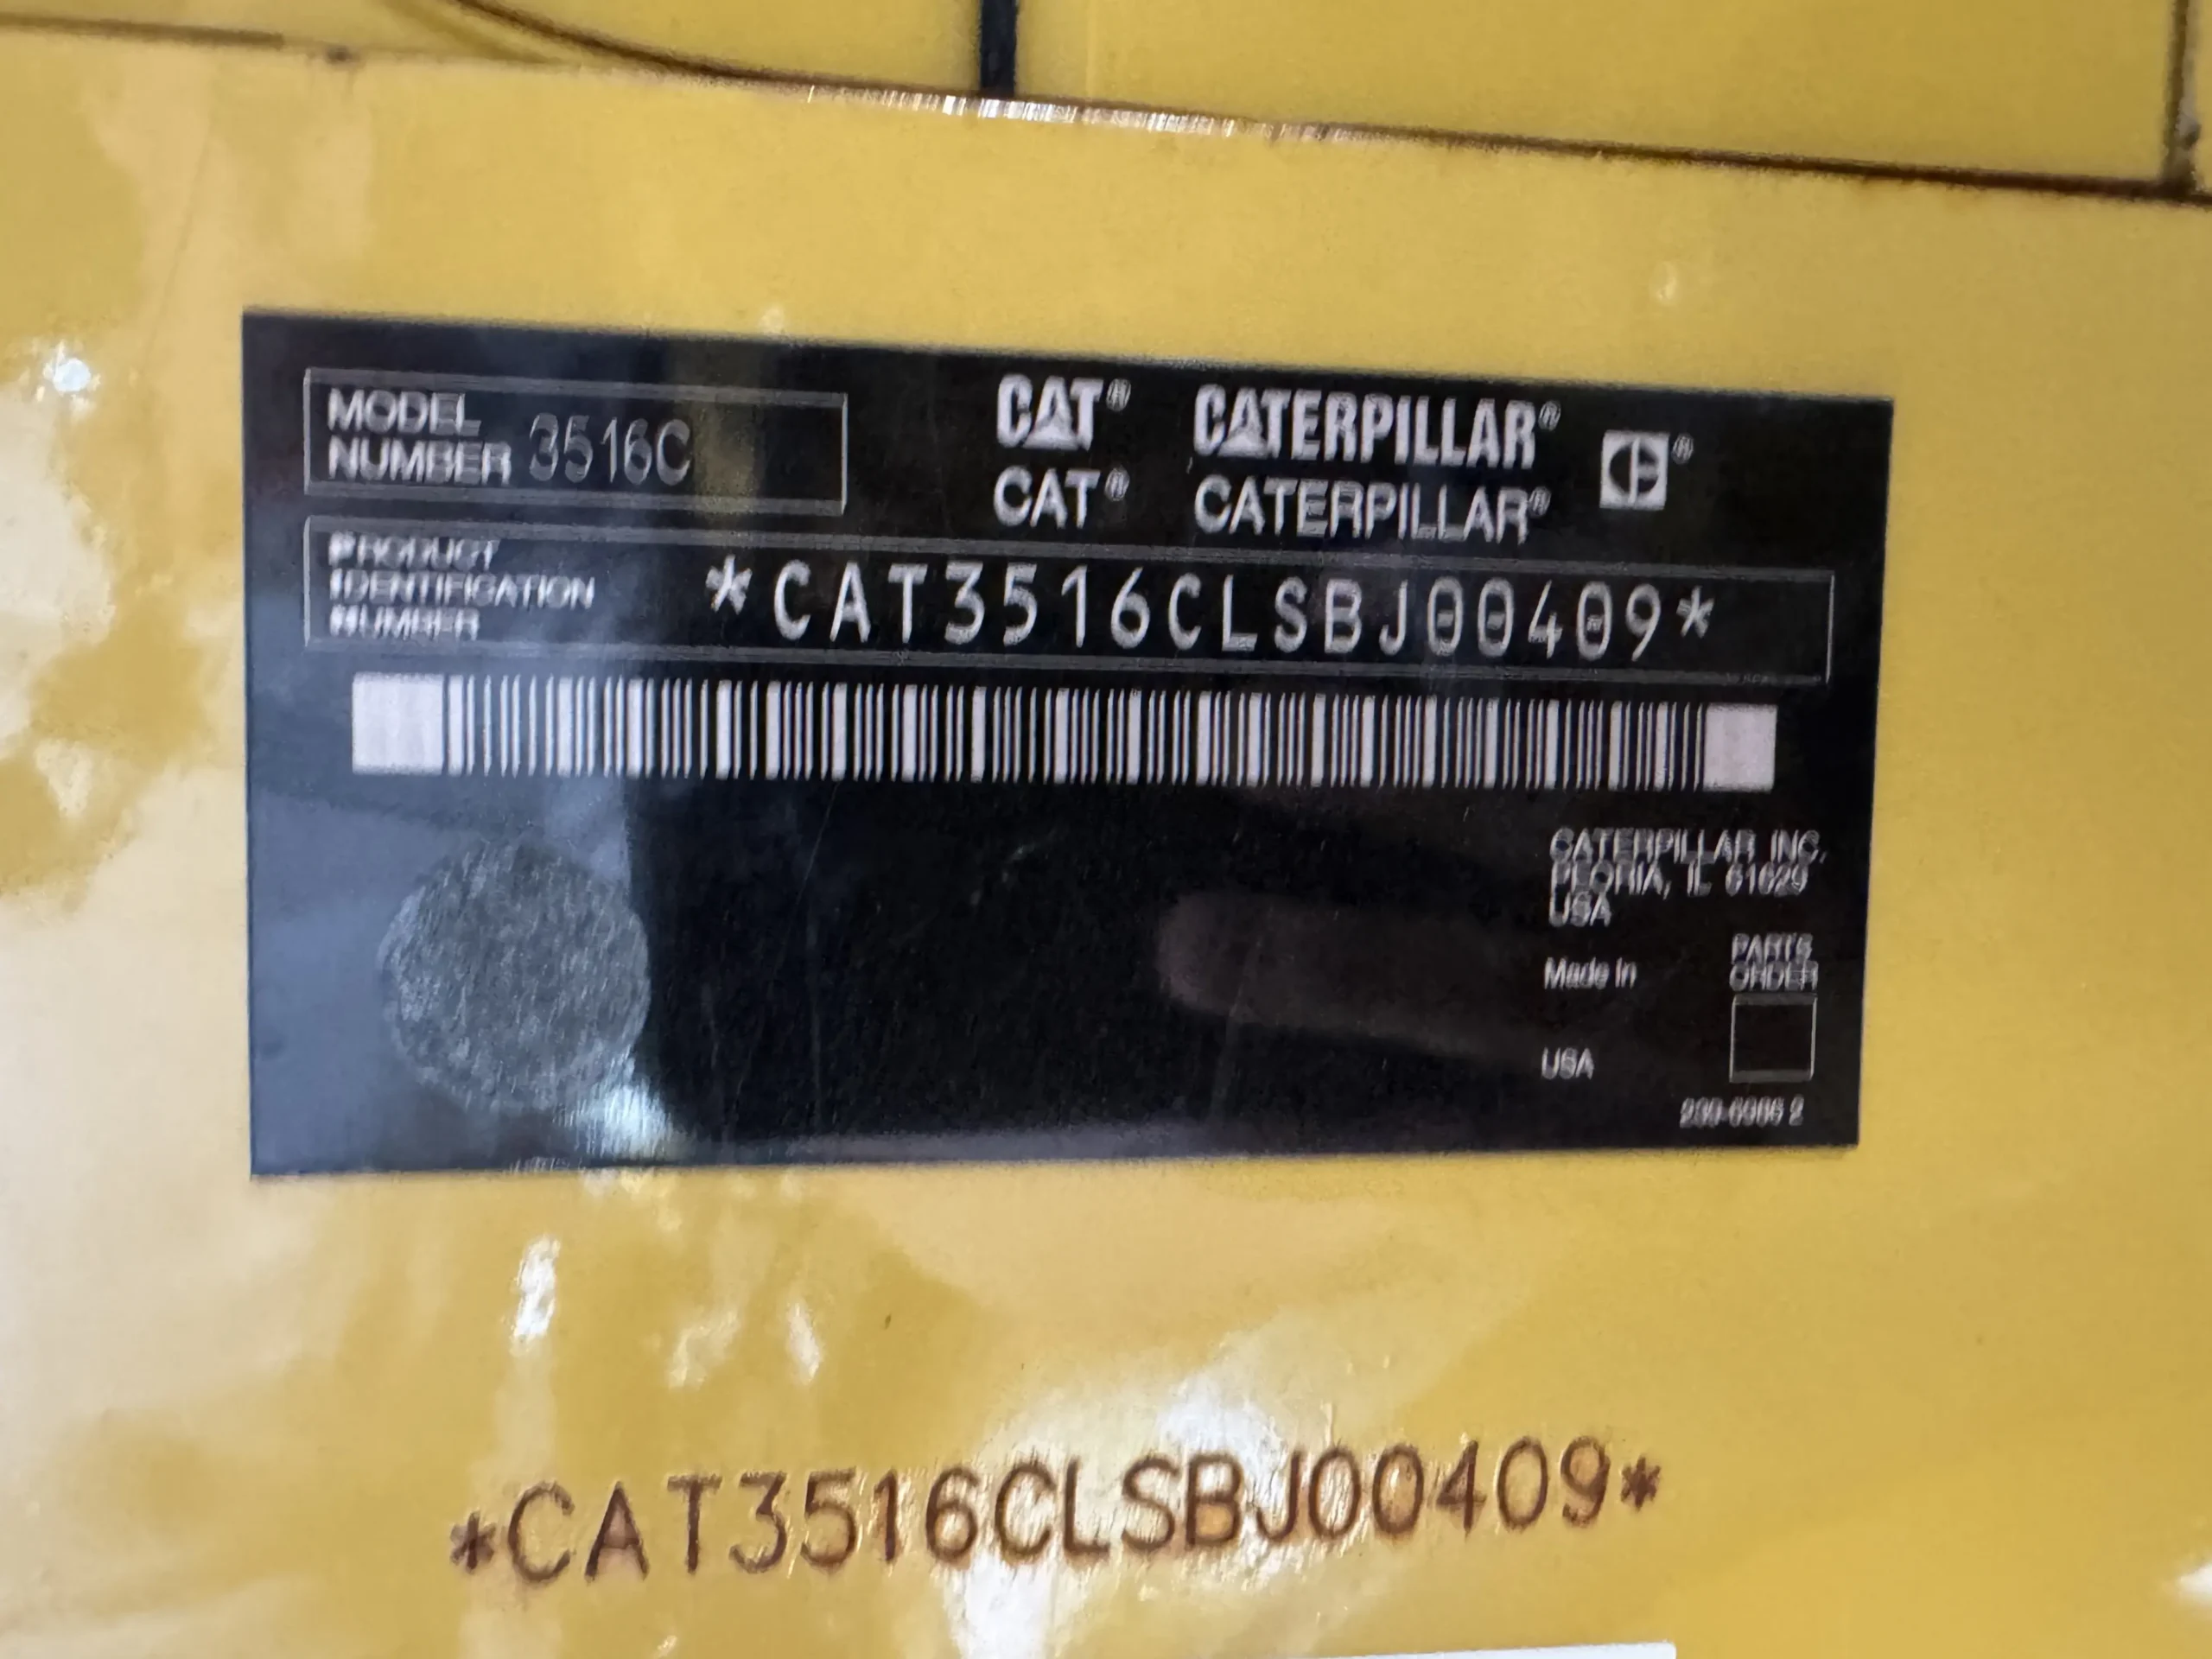 MODEL
NUMBER 3516C
CAT® CATERPILLAR®
CAT® CATERPILLAR®
PRODUCT
IDENTIFICATION
NUMBER
*CAT3516CLSBJ00409*
CATERPILLAR INC.
PEORIA, IL 61629
USA
Made in
USA
PARTS
ORDER
*CAT3516CLSBJ00409*